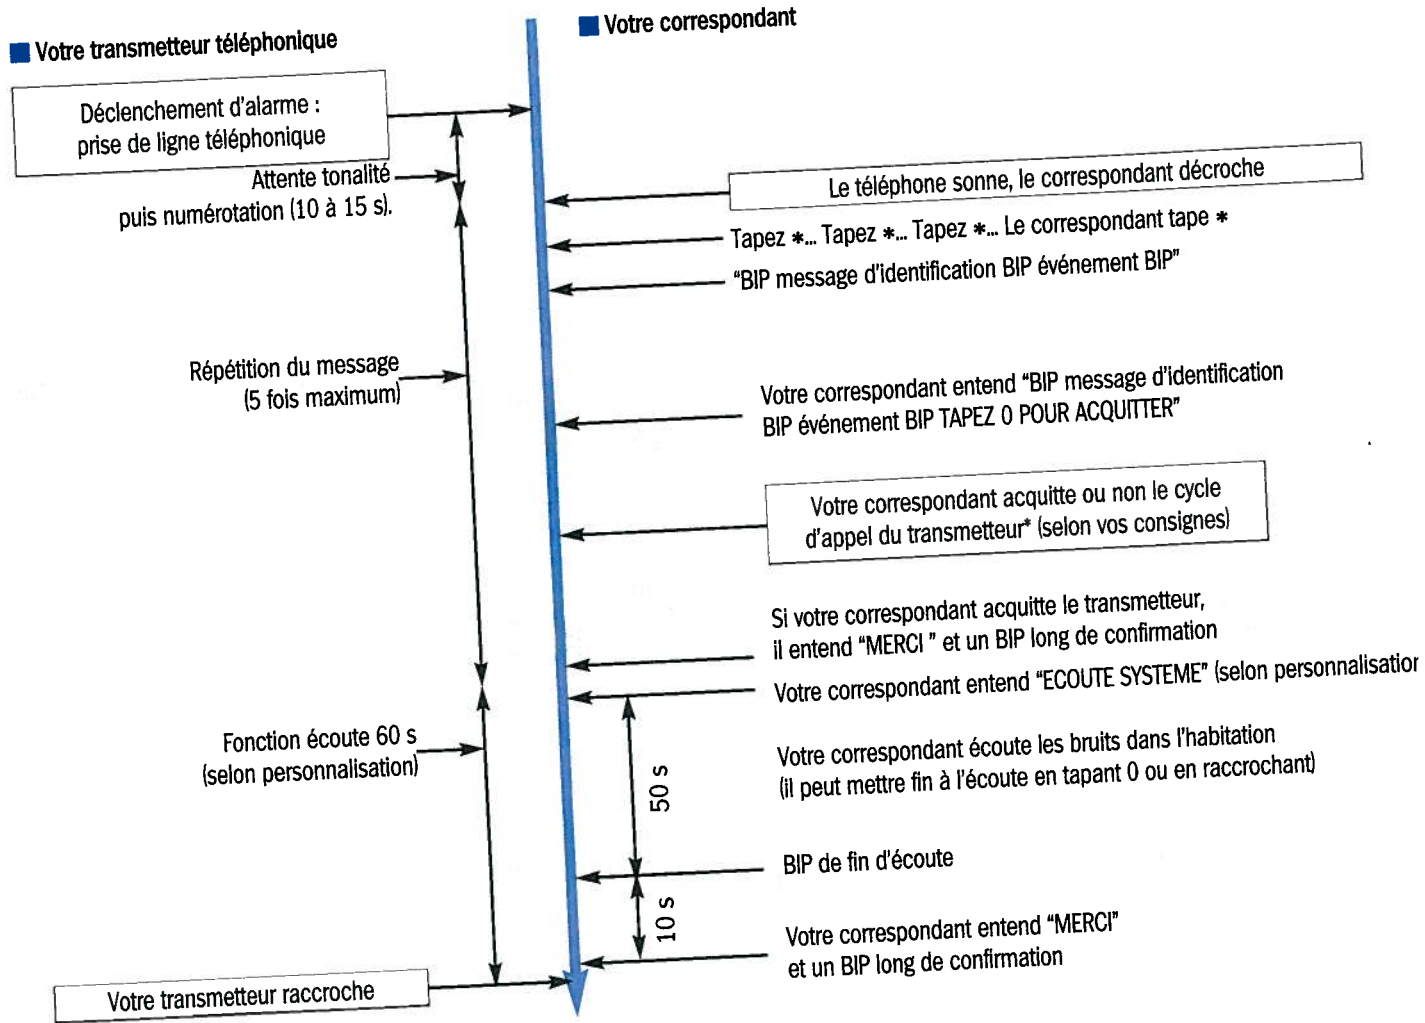 Votre transmetteur téléphonique
Votre correspondant
Déclenchement d'alarme :
prise de ligne téléphonique
Attente tonalité
puis numérotation (10 à 15 s).
Le téléphone sonne, le correspondant décroche
Tapez *... Tapez *... Tapez *... Le correspondant tape *
“BIP message d'identification BIP événement BIP”
Répétition du message
(5 fois maximum)
Votre correspondant entend “BIP message d'identification
BIP événement BIP TAPEZ 0 POUR ACQUITTER”
Votre correspondant acquitte ou non le cycle
d'appel du transmetteur* (selon vos consignes)
Si votre correspondant acquitte le transmetteur,
il entend “MERCI ” et un BIP long de confirmation
Votre correspondant entend “ECOUTE SYSTEME” (selon personnalisation
Fonction écoute 60 s
(selon personnalisation)
50 s
Votre correspondant écoute les bruits dans l'habitation
(il peut mettre fin à l'écoute en tapant 0 ou en raccrochant)
BIP de fin d'écoute
10 s
Votre correspondant entend “MERCI”
et un BIP long de confirmation
Votre transmetteur raccroche